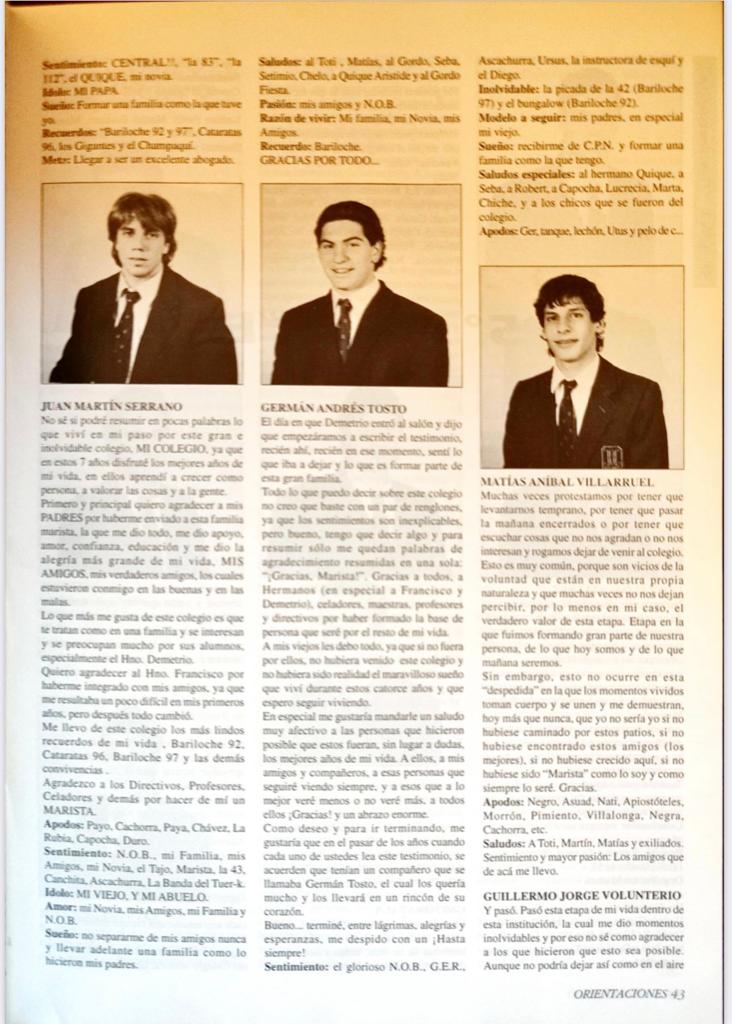 Sentimiento: CENTRAL!!, "la 83", "la
112", el QUIQUE, mi novia.
Idolo: MI PAPA.
Sueño: Formar una familia como la que tuve
yo.
Recuerdos: "Bariloche 92 y 97", Cataratas
96, los Gigantes y el Champaquí.
Meta: Llegar a ser un excelente abogado.
JUAN MARTÍN SERRANO
No sé si podré resumir en pocas palabras lo
que viví en mi paso por este gran e
inolvidable colegio, MI COLEGIO, ya que
en estos 7 años disfruté los mejores años de
mi vida, en ellos aprendí a crecer como
persona, a valorar las cosas y a la gente.
Primero y principal quiero agradecer a mis
PADRES por haberme enviado a esta familia
marista, la que me dio todo, me dio apoyo,
amor, confianza, educación y me dio la
alegría más grande de mi vida, MIS
AMIGOS, mis verdaderos amigos, los cuales
estuvieron conmigo en las buenas y en las
malas.
Lo que más me gusta de este colegio es que
te tratan como en una familia y se interesan
y se preocupan mucho por sus alumnos,
especialmente el Hno. Demetrio.
Quiero agradecer al Hno. Francisco por
haberme integrado con mis amigos, ya que
me resultaba un poco difícil en mis primeros
años, pero después todo cambió.
Me llevo de este colegio los más lindos
recuerdos de mi vida , Bariloche 92,
Cataratas 96, Bariloche 97 y las demás
convivencias .
Agradezco a los Directivos, Profesores,
Celadores y demás por hacer de mí un
MARISTA.
Apodos: Payo, Cachorra, Paya, Chávez, La
Rubia, Capocha, Duro.
Sentimiento: N.O.B., mi Familia, mis
Amigos, mi Novia, el Tajo, Marista, la 43,
Canchita, Ascachurra, La Banda del Tuer-k.
Idolo: MI VIEJO, Y MI ABUELO.
Amor: mi Novia, mis Amigos, mi Familia y
N.O.B.
Sueño: no separarme de mis amigos nunca
y llevar adelante una familia como lo
hicieron mis padres.
Saludos: al Toti , Matías, al Gordo, Seba,
Setimio, Chelo, a Quique Aristide y al Gordo
Fiesta.
Pasión: mis amigos y N.O.B.
Razón de vivir: Mi familia, mi Novia, mis
Amigos.
Recuerdo: Bariloche.
GRACIAS POR TODO...
GERMÁN ANDRÉS TOSTO
El día en que Demetrio entró al salón y dijo
que empezáramos a escribir el testimonio,
recién ahí, recién en ese momento, sentí lo
que iba a dejar y lo que es formar parte de
esta gran familia.
Todo lo que puedo decir sobre este colegio
no creo que baste con un par de renglones,
ya que los sentimientos son inexplicables,
pero bueno, tengo que decir algo y para
resumir sólo me quedan palabras de
agradecimiento resumidas en una sola:
"¡Gracias, Marista!". Gracias a todos, a
Hermanos (en especial a Francisco y
Demetrio), celadores, maestras, profesores
y directivos por haber formado la base de
persona que seré por el resto de mi vida.
A mis viejos les debo todo, ya que si no fuera
por ellos, no hubiera venido este colegio y
no hubiera sido realidad el maravilloso sueño
que viví durante estos catorce años y que
espero seguir viviendo.
En especial me gustaría mandarle un saludo
muy afectivo a las personas que hicieron
posible que estos fueran, sin lugar a dudas,
los mejores años de mi vida. A ellos, a mis
amigos y compañeros, a esas personas que
seguiré viendo siempre, y a esos que a lo
mejor veré menos o no veré más, a todos
ellos ¡Gracias! y un abrazo enorme.
Como deseo y para ir terminando, me
gustaría que en el pasar de los años cuando
cada uno de ustedes lea este testimonio, se
acuerden que tenían un compañero que se
llamaba Germán Tosto, el cual los quería
mucho y los llevará en un rincón de su
corazón.
Bueno... terminé, entre lágrimas, alegrías y
esperanzas, me despido con un ¡Hasta
siempre!
Sentimiento: el glorioso N.O.B., G.E.R.,
Ascachurra, Ursus, la instructora de esquí y
el Diego.
Inolvidable: la picada de la 42 (Bariloche
97) y el bungalow (Bariloche 92).
Modelo a seguir: mis padres, en especial
mi viejo.
Sueño: recibirme de C.P.N. y formar una
familia como la que tengo.
Saludos especiales: al hermano Quique, a
Seba, a Robert, a Capocha, Lucrecia, Marta,
Chiche, y a los chicos que se fueron del
colegio.
Apodos: Ger, tanque, lechón, Utus y pelo de c...
MATÍAS ANÍBAL VILLARRUEL
Muchas veces protestamos por tener que
levantarnos temprano, por tener que pasar
la mañana encerrados o por tener que
escuchar cosas que no nos agradan o no nos
interesan y rogamos dejar de venir al colegio.
Esto es muy común, porque son vicios de la
voluntad que están en nuestra propia
naturaleza y que muchas veces no nos dejan
percibir, por lo menos en mi caso, el
verdadero valor de esta etapa. Etapa en la
que fuimos formando gran parte de nuestra
persona, de lo que hoy somos y de lo que
mañana seremos.
Sin embargo, esto no ocurre en esta
"despedida" en la que los momentos vividos
toman cuerpo y se unen y me demuestran,
hoy más que nunca, que yo no sería yo si no
hubiese caminado por estos patios, si no
hubiese encontrado estos amigos (los
mejores), si no hubiese crecido aquí, si no
hubiese sido "Marista" como lo soy y como
siempre lo seré. Gracias.
Apodos: Negro, Asuad, Nati, Apiostóteles,
Morrón, Pimiento, Villalonga, Negra,
Cachorra, etc.
Saludos: A Toti, Martín, Matías y exiliados.
Sentimiento y mayor pasión: Los amigos que
de acá me llevo.
GUILLERMO JORGE VOLUNTERIO
Y pasó. Pasó esta etapa de mi vida dentro de
esta institución, la cual me dio momentos
inolvidables y por eso no sé como agradecer
a los que hicieron que esto sea posible.
Aunque no podría dejar así como en el aire
ORIENTACIONES 43